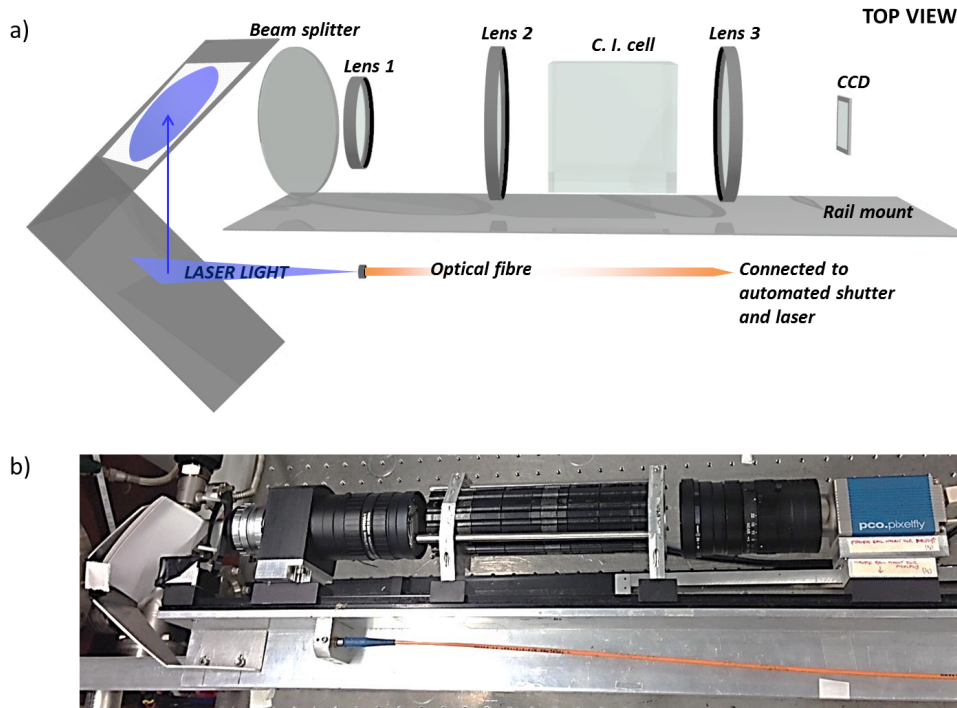 TOP VIEW
a)
Beam splitter
Lens 1
Lens 2
C. I. cell
Lens 3
CCD
Rail mount
LASER LIGHT
Optical fibre
Connected to
automated shutter
and laser
b)
pco.pixelfly